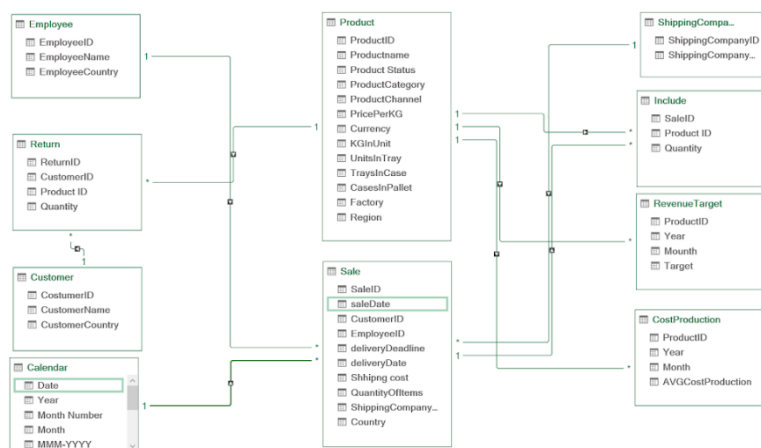 Employee
EmployeeID
EmployeeName
EmployeeCountry
1
Return
ReturnID
CustomerID
Product ID
Quantity
*
*
1
Customer
CostumerID
CustomerName
CustomerCountry
Calendar
Date
Year
Month Number
Month
MMM-YYYY
1
Product
ProductID
Productname
Product Status
ProductCategory
ProductChannel
PricePerKG
Currency
KGInUnit
UnitsInTray
TraysInCase
CasesInPallet
Factory
Region
1
1
1
1
Sale
SaleID
saleDate
CustomerID
EmployeeID
deliveryDeadline
deliveryDate
Shhipng cost
QuantityOfItems
ShippingCompany...
Country
*
*
*
1
ShippingCompa...
ShippingCompanyID
ShippingCompany...
1
Include
SaleID
Product ID
Quantity
*
*
RevenueTarget
ProductID
Year
Mounth
Target
*
CostProduction
ProductID
Year
Month
AVGCostProduction
*